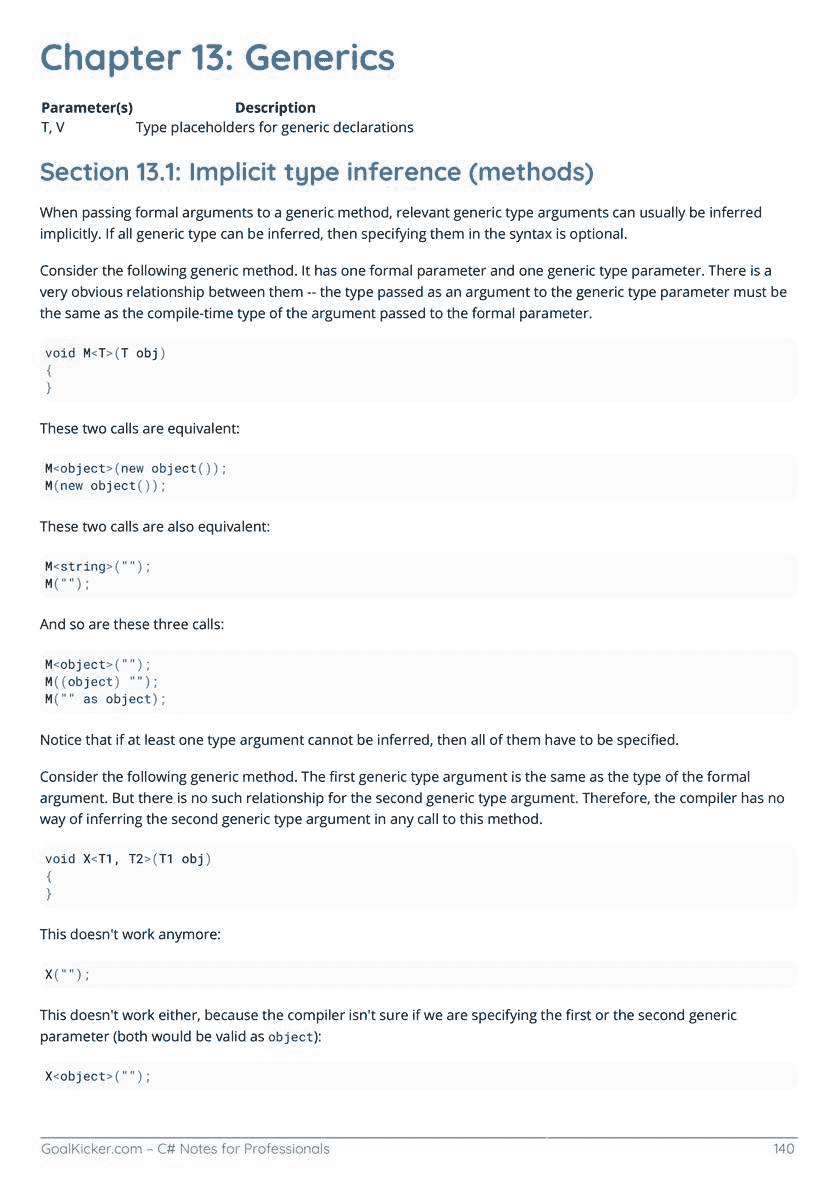 Chapter 13: Generics
Parameter(s) Description
T, V Type placeholders for generic declarations
Section 13.1: Implicit type inference (methods)
When passing formal arguments to a generic method, relevant generic type arguments can usually be inferred
implicitly. If all generic type can be inferred, then specifying them in the syntax is optional.
Consider the following generic method. It has one formal parameter and one generic type parameter. There is a
very obvious relationship between them -- the type passed as an argument to the generic type parameter must be
the same as the compile-time type of the argument passed to the formal parameter.
void M<T>(T obj)
{
}
These two calls are equivalent:
M<object>(new object());
M(new object());
These two calls are also equivalent:
M<string>("");
M("");
And so are these three calls:
M<object>("");
M((object) "");
M("" as object);
Notice that if at least one type argument cannot be inferred, then all of them have to be specified.
Consider the following generic method. The first generic type argument is the same as the type of the formal
argument. But there is no such relationship for the second generic type argument. Therefore, the compiler has no
way of inferring the second generic type argument in any call to this method.
void X<T1, T2>(T1 obj)
{
}
This doesn't work anymore:
X("");
This doesn't work either, because the compiler isn't sure if we are specifying the first or the second generic
parameter (both would be valid as object):
X<object>("");
GoalKicker.com – C# Notes for Professionals 140